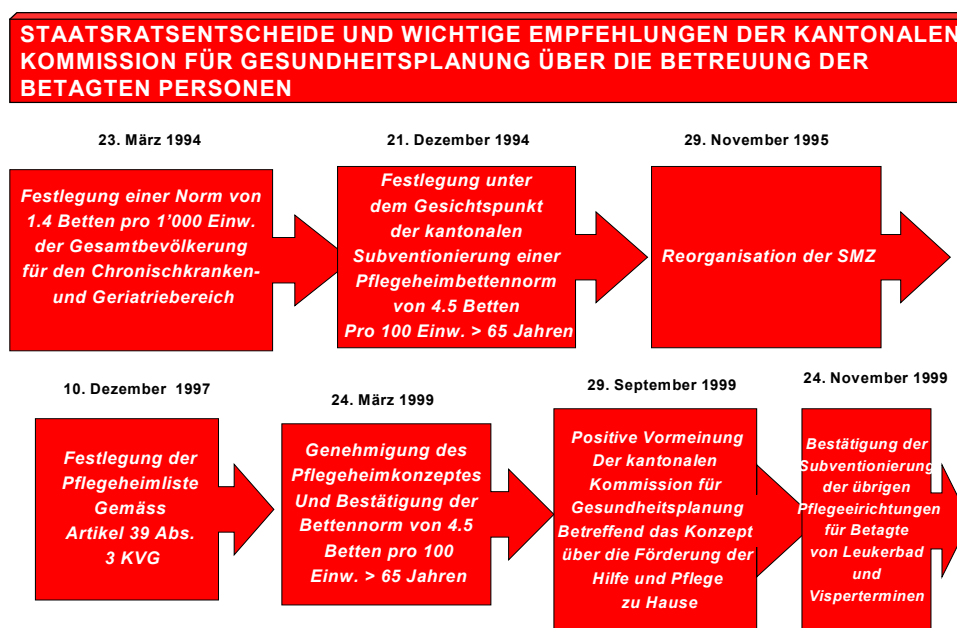 STAATSRATSENTSCHEIDE UND WICHTIGE EMPFEHLUNGEN DER KANTONALEN
KOMMISSION FÜR GESUNDHEITSPLANUNG ÜBER DIE BETREUUNG DER
BETAGTEN PERSONEN
23. März 1994
Festlegung einer Norm von
1.4 Betten pro 1'000 Einw.
der Gesamtbevölkerung
für den Chronischkranken-
und Geriatriebereich
21. Dezember 1994
Festlegung unter
dem Gesichtspunkt
der kantonalen
Subventionierung einer
Pflegeheimbettennorm
von 4.5 Betten
Pro 100 Einw. > 65 Jahren
29. November 1995
Reorganisation der SMZ
10. Dezember 1997
Festlegung der
Pflegeheimliste
Gemäss
Artikel 39 Abs.
3 KVG
24. März 1999
Genehmigung des
Pflegeheimkonzeptes
Und Bestätigung der
Bettennorm von 4.5
Betten pro 100
Einw. > 65 Jahren
29. September 1999
Positive Vormeinung
Der kantonalen
Kommission für
Gesundheitsplanung
Betreffend das Konzept
über die Förderung der
Hilfe und Pflege
zu Hause
24. November 1999
Bestätigung der
Subventionierung
der übrigen
Pflegeeirichtungen
für Betagte
von Leukerbad
und
Visperterminen